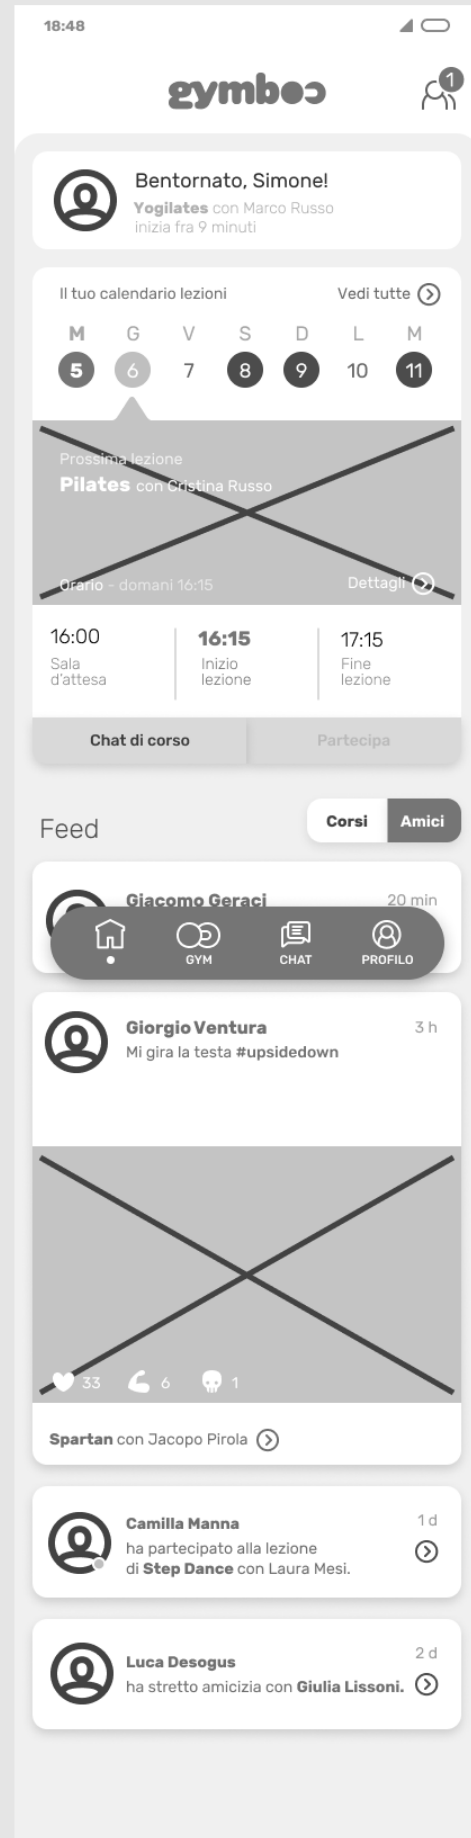 18:48
gymboo
1
Bentornato, Simone!
Yogilates con Marco Russo
inizia fra 9 minuti
Il tuo calendario lezioni
Vedi tutte
M G V S D L M
5 6 7 8 9 10 11
Prossima lezione
Pilates con Cristina Russo
Orario - domani 16:15
Dettagli
16:00
Sala
d'attesa
16:15
Inizio
lezione
17:15
Fine
lezione
Chat di corso
Partecipa
Feed
Corsi
Amici
Giacomo Geraci
20 min
GYM
CHAT
PROFILO
Giorgio Ventura
3 h
Mi gira la testa #upsidedown
33
6
1
Spartan con Jacopo Pirola
Camilla Manna
1 d
ha partecipato alla lezione
di Step Dance con Laura Mesi.
Luca Desogus
2 d
ha stretto amicizia con Giulia Lissoni.